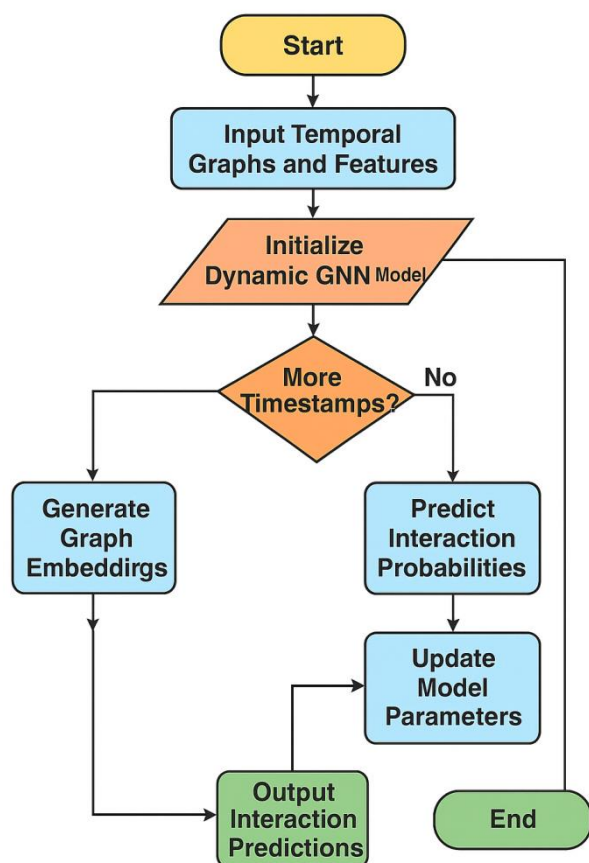 Start
Input Temporal
Graphs and Features
Initialize
Dynamic GNN Model
More
Timestamps?
No
Generate
Graph
Embeddirgs
Predict
Interaction
Probabilities
Update
Model
Parameters
Output
Interaction
Predictions
End